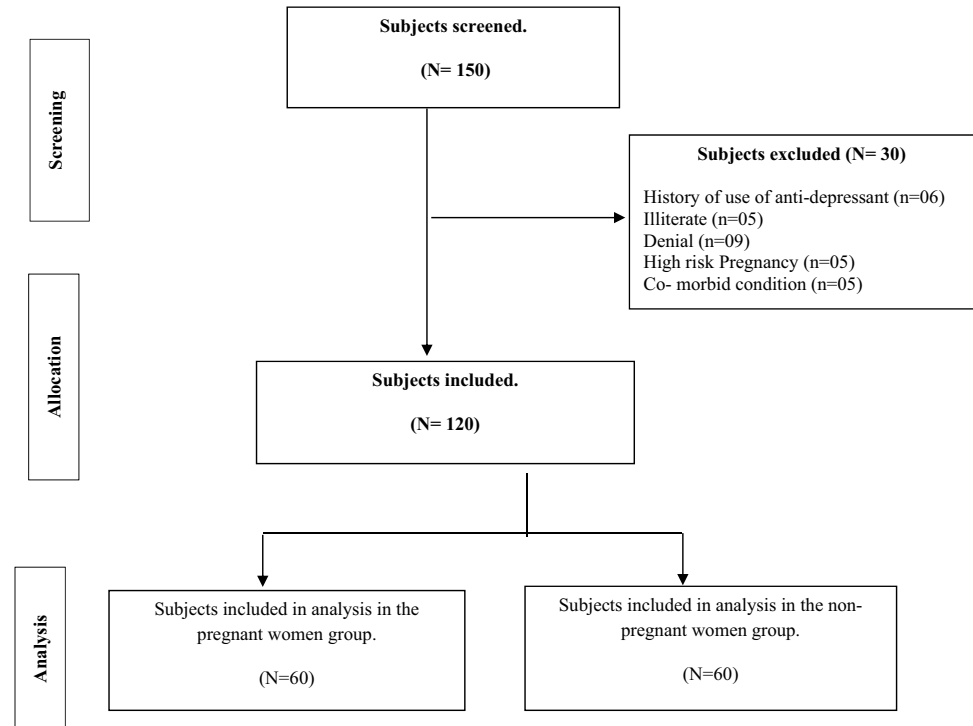 Subjects screened.
(N= 150)
Screening
Subjects excluded (N= 30)
History of use of anti-depressant (n=06)
Illiterate (n=05)
Denial (n=09)
High risk Pregnancy (n=05)
Co- morbid condition (n=05)
Allocation
Subjects included.
(N= 120)
Analysis
Subjects included in analysis in the
pregnant women group.
(N=60)
Subjects included in analysis in the non-
pregnant women group.
(N=60)